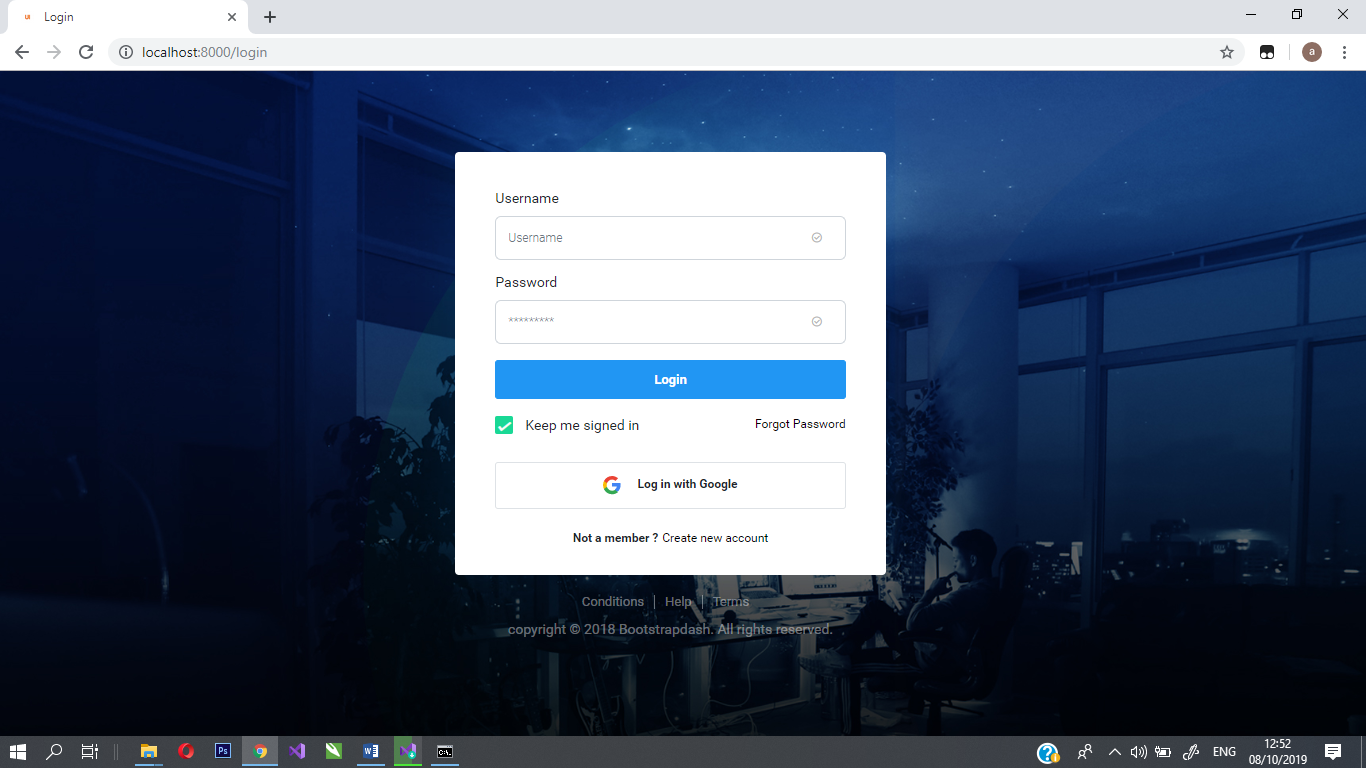 UI Login
localhost:8000/login
a
Username
Username
Password
*********
Login
Keep me signed in
Forgot Password
Log in with Google
Not a member ? Create new account
Conditions | Help | Terms
copyright © 2018 Bootstrapdash. All rights reserved.
Ps
ENG
12:52
08/10/2019